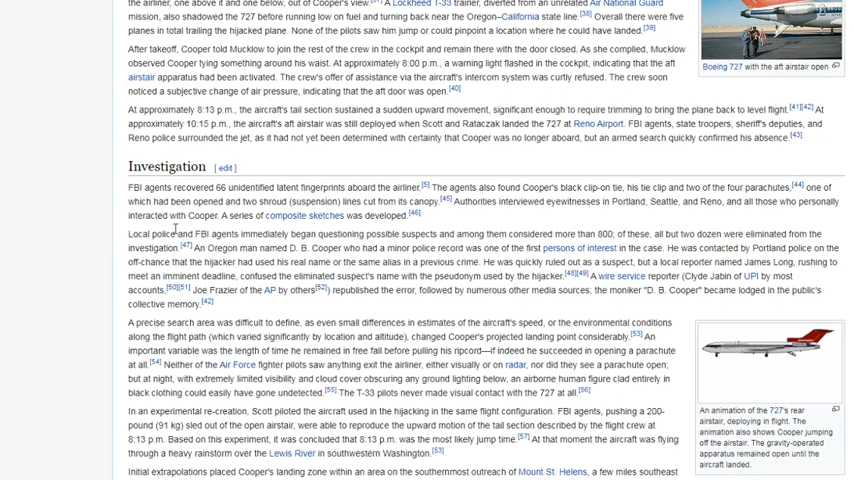 the airliner, one above it and one below, out of Cooper's view. A Lockheed T-33 trainer, diverted from an unrelated Air National Guard
mission, also shadowed the 727 before running low on fuel and turning back near the Oregon–California state line.[38] Overall there were five
planes in total trailing the hijacked plane. None of the pilots saw him jump or could pinpoint a location where he could have landed.[39]
After takeoff, Cooper told Mucklow to join the rest of the crew in the cockpit and remain there with the door closed. As she complied, Mucklow
observed Cooper tying something around his waist. At approximately 8:00 p.m., a warning light flashed in the cockpit, indicating that the aft
airstair apparatus had been activated. The crew's offer of assistance via the aircraft's intercom system was curtly refused. The crew soon
noticed a subjective change of air pressure, indicating that the aft door was open.[40]
Boeing 727 with the aft airstair open
At approximately 8:13 p.m., the aircraft's tail section sustained a sudden upward movement, significant enough to require trimming to bring the plane back to level flight.[41][42] At
approximately 10:15 p.m., the aircraft's aft airstair was still deployed when Scott and Rataczak landed the 727 at Reno Airport. FBI agents, state troopers, sheriff's deputies, and
Reno police surrounded the jet, as it had not yet been determined with certainty that Cooper was no longer aboard, but an armed search quickly confirmed his absence.[43]
Investigation [ edit ]
FBI agents recovered 66 unidentified latent fingerprints aboard the airliner.[5] The agents also found Cooper's black clip-on tie, his tie clip and two of the four parachutes,[44] one of
which had been opened and two shroud (suspension) lines cut from its canopy.[45] Authorities interviewed eyewitnesses in Portland, Seattle, and Reno, and all those who personally
interacted with Cooper. A series of composite sketches was developed.[46]
Local police and FBI agents immediately began questioning possible suspects and among them considered more than 800; of these, all but two dozen were eliminated from the
investigation.[47] An Oregon man named D. B. Cooper who had a minor police record was one of the first persons of interest in the case. He was contacted by Portland police on the
off-chance that the hijacker had used his real name or the same alias in a previous crime. He was quickly ruled out as a suspect, but a local reporter named James Long, rushing to
meet an imminent deadline, confused the eliminated suspect's name with the pseudonym used by the hijacker.[48][49] A wire service reporter (Clyde Jabin of UPI by most
accounts,[50][51] Joe Frazier of the AP by others[52]) republished the error, followed by numerous other media sources; the moniker "D. B. Cooper" became lodged in the public's
collective memory.[42]
A precise search area was difficult to define, as even small differences in estimates of the aircraft's speed, or the environmental conditions
along the flight path (which varied significantly by location and altitude), changed Cooper's projected landing point considerably.[53] An
important variable was the length of time he remained in free fall before pulling his ripcord—if indeed he succeeded in opening a parachute
at all.[54] Neither of the Air Force fighter pilots saw anything exit the airliner, either visually or on radar, nor did they see a parachute open;
but at night, with extremely limited visibility and cloud cover obscuring any ground lighting below, an airborne human figure clad entirely in
black clothing could easily have gone undetected.[55] The T-33 pilots never made visual contact with the 727 at all.[56]
In an experimental re-creation, Scott piloted the aircraft used in the hijacking in the same flight configuration. FBI agents, pushing a 200-
pound (91 kg) sled out of the open airstair, were able to reproduce the upward motion of the tail section described by the flight crew at
8:13 p.m. Based on this experiment, it was concluded that 8:13 p.m. was the most likely jump time.[57] At that moment the aircraft was flying
through a heavy rainstorm over the Lewis River in southwestern Washington.[53]
Initial extrapolations placed Cooper's landing zone within an area on the southernmost outreach of Mount St. Helens, a few miles southeast
An animation of the 727's rear
airstair, deploying in flight. The
animation also shows Cooper jumping
off the airstair. The gravity-operated
apparatus remained open until the
aircraft landed.